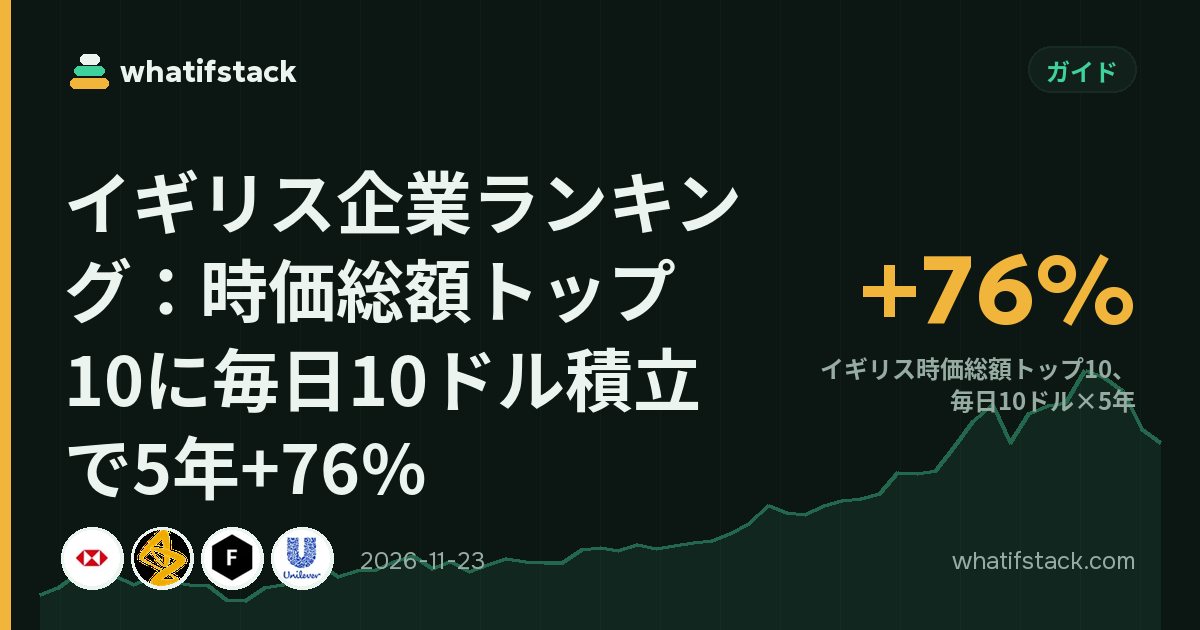 whatifstack
ガイド
イギリス企業ランキン
グ：時価総額トップ
10に毎日10ドル積立
で5年+76%
+76%
イギリス時価総額トップ10、
毎日10ドル×5年
F
Unilever
2026-11-23
whatifstack.com